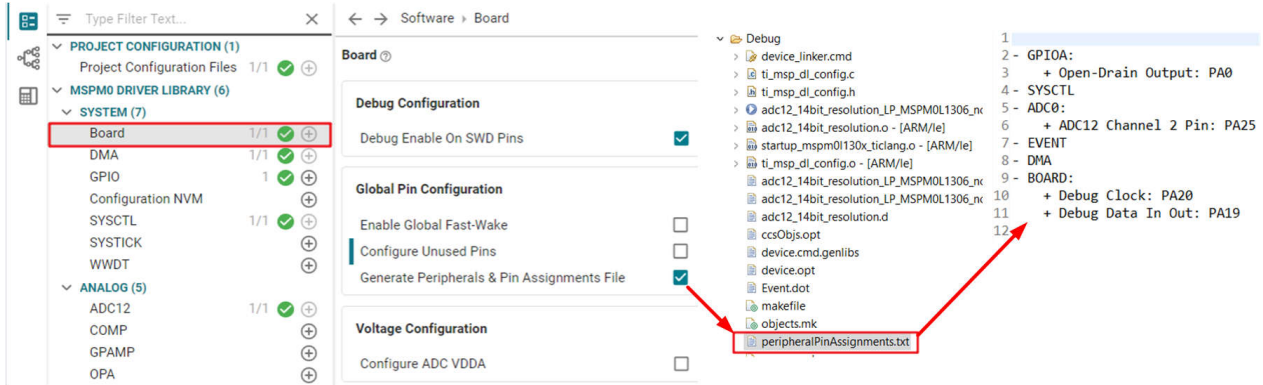 Type Filter Text...
PROJECT CONFIGURATION (1)
Project Configuration Files 1/1
MSPM0 DRIVER LIBRARY (6)
SYSTEM (7)
Board 1/1
DMA 1/1
GPIO 1
Configuration NVM
SYSCTL 1/1
SYSTICK
WWDT
ANALOG (5)
ADC12 1/1
COMP
GPAMP
OPA
Software › Board
Board
Debug Configuration
Debug Enable On SWD Pins
Global Pin Configuration
Enable Global Fast-Wake
Configure Unused Pins
Generate Peripherals & Pin Assignments File
Voltage Configuration
Configure ADC VDDA
Debug
device_linker.cmd
ti_msp_dl_config.c
ti_msp_dl_config.h
adc12_14bit_resolution_LP_MSPM0L1306_nc
adc12_14bit_resolution.o - [ARM/le]
startup_mspm0l130x_ticlang.o - [ARM/le]
ti_msp_dl_config.o - [ARM/le]
adc12_14bit_resolution_LP_MSPM0L1306_nc
adc12_14bit_resolution_LP_MSPM0L1306_nc
adc12_14bit_resolution.d
ccsObjs.opt
device.cmd.genlibs
device.opt
Event.dot
makefile
objects.mk
peripheralPinAssignments.txt
1
2 - GPIOA:
3 + Open-Drain Output: PA0
4 - SYSCTL
5 - ADC0:
6 + ADC12 Channel 2 Pin: PA25
7 - EVENT
8 - DMA
9 - BOARD:
10 + Debug Clock: PA20
11 + Debug Data In Out: PA19
12